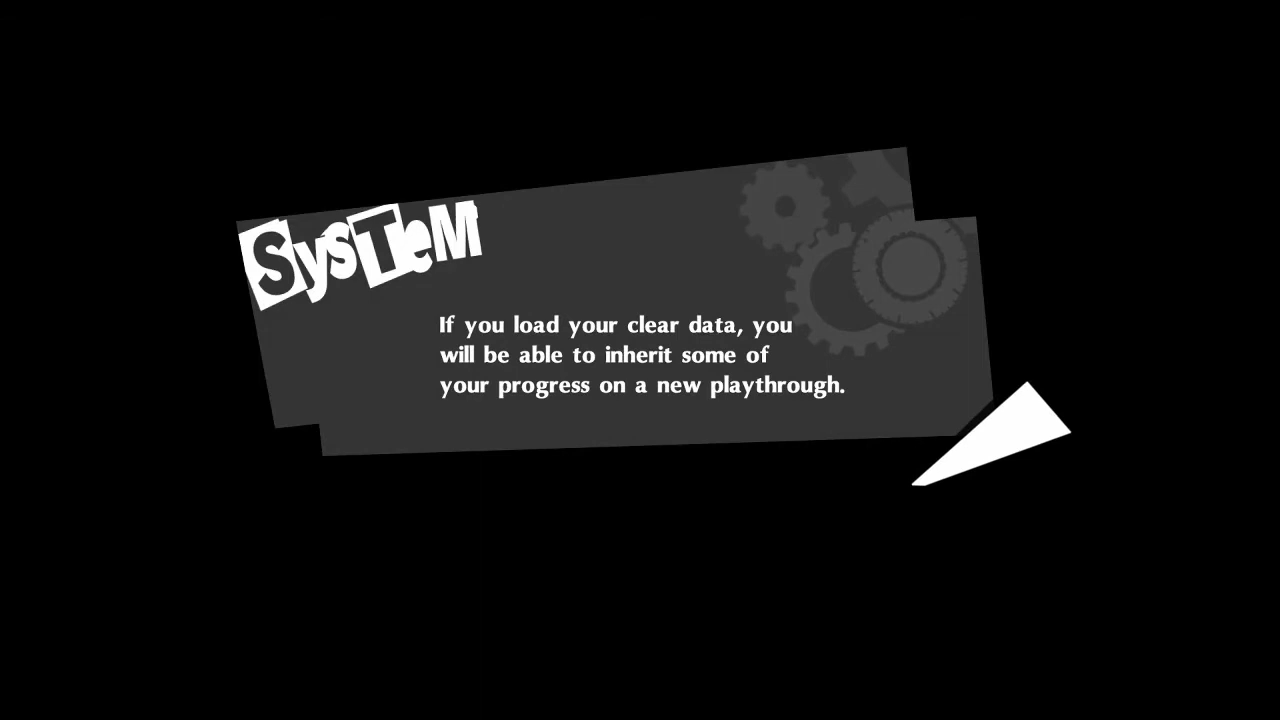 SysTeM
If you load your clear data, you
will be able to inherit some of
your progress on a new playthrough.